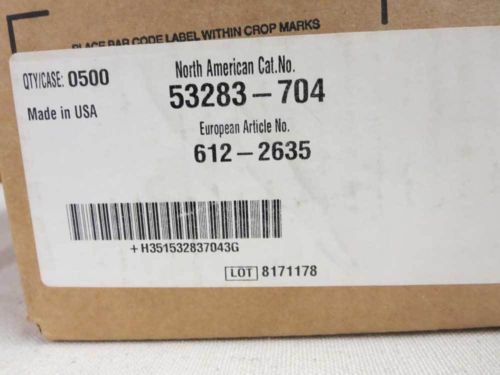 PLACE BAR CODE LABEL WITHIN CROP MARKS
QTY/CASE: 0500
Made in USA
North American Cat.No.
53283-704
European Article No.
612-2635
+H351532837043G
LOT 8171178